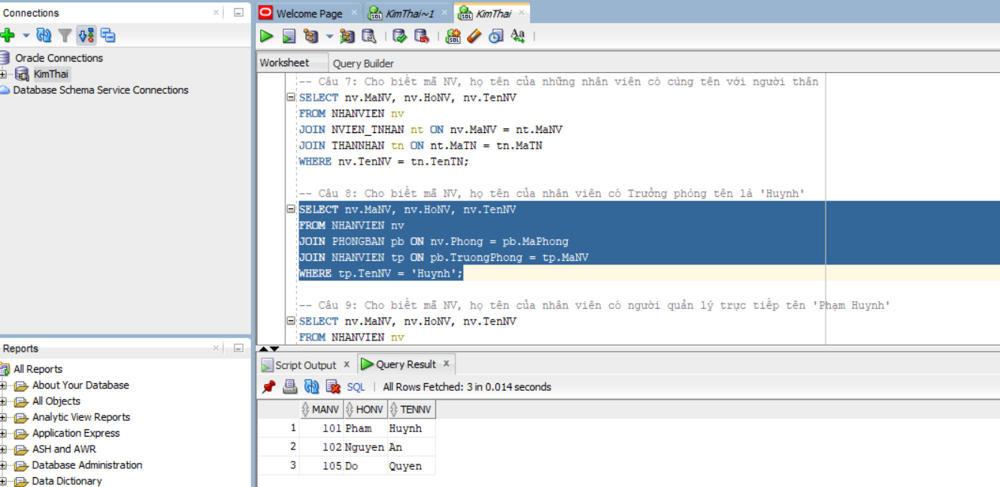 Connections
Oracle Connections
KimThai
Database Schema Service Connections
Reports
All Reports
About Your Database
All Objects
Analytic View Reports
Application Express
ASH and AWR
Database Administration
Data Dictionary
Welcome Page
KimThai~1
KimThai
Worksheet
Query Builder
-- Câu 7: Cho biết mã NV, họ tên của những nhân viên có cùng tên với người thân
SELECT nv.MaNV, nv.HoNV, nv.TenNV
FROM NHANVIEN nv
JOIN NVIEN_TNHAN nt ON nv.MaNV = nt.MaNV
JOIN THANNHAN tn ON nt.MaTN = tn.MaTN
WHERE nv.TenNV = tn.TenTN;
-- Câu 8: Cho biết mã NV, họ tên của nhân viên có Trưởng phòng tên là 'Huynh'
SELECT nv.MaNV, nv.HoNV, nv.TenNV
FROM NHANVIEN nv
JOIN PHONGBAN pb ON nv.Phong = pb.MaPhong
JOIN NHANVIEN tp ON pb.TruongPhong = tp.MaNV
WHERE tp.TenNV = 'Huynh';
-- Câu 9: Cho biết mã NV, họ tên của nhân viên có người quản lý trực tiếp tên 'Phạm Huynh'
SELECT nv.MaNV, nv.HoNV, nv.TenNV
FROM NHANVIEN nv
Script Output x
Query Result x
SQL | All Rows Fetched: 3 in 0.014 seconds
MANV HONV TENNV
1 101 Pham Huynh
2 102 Nguyen An
3 105 Do Quyen